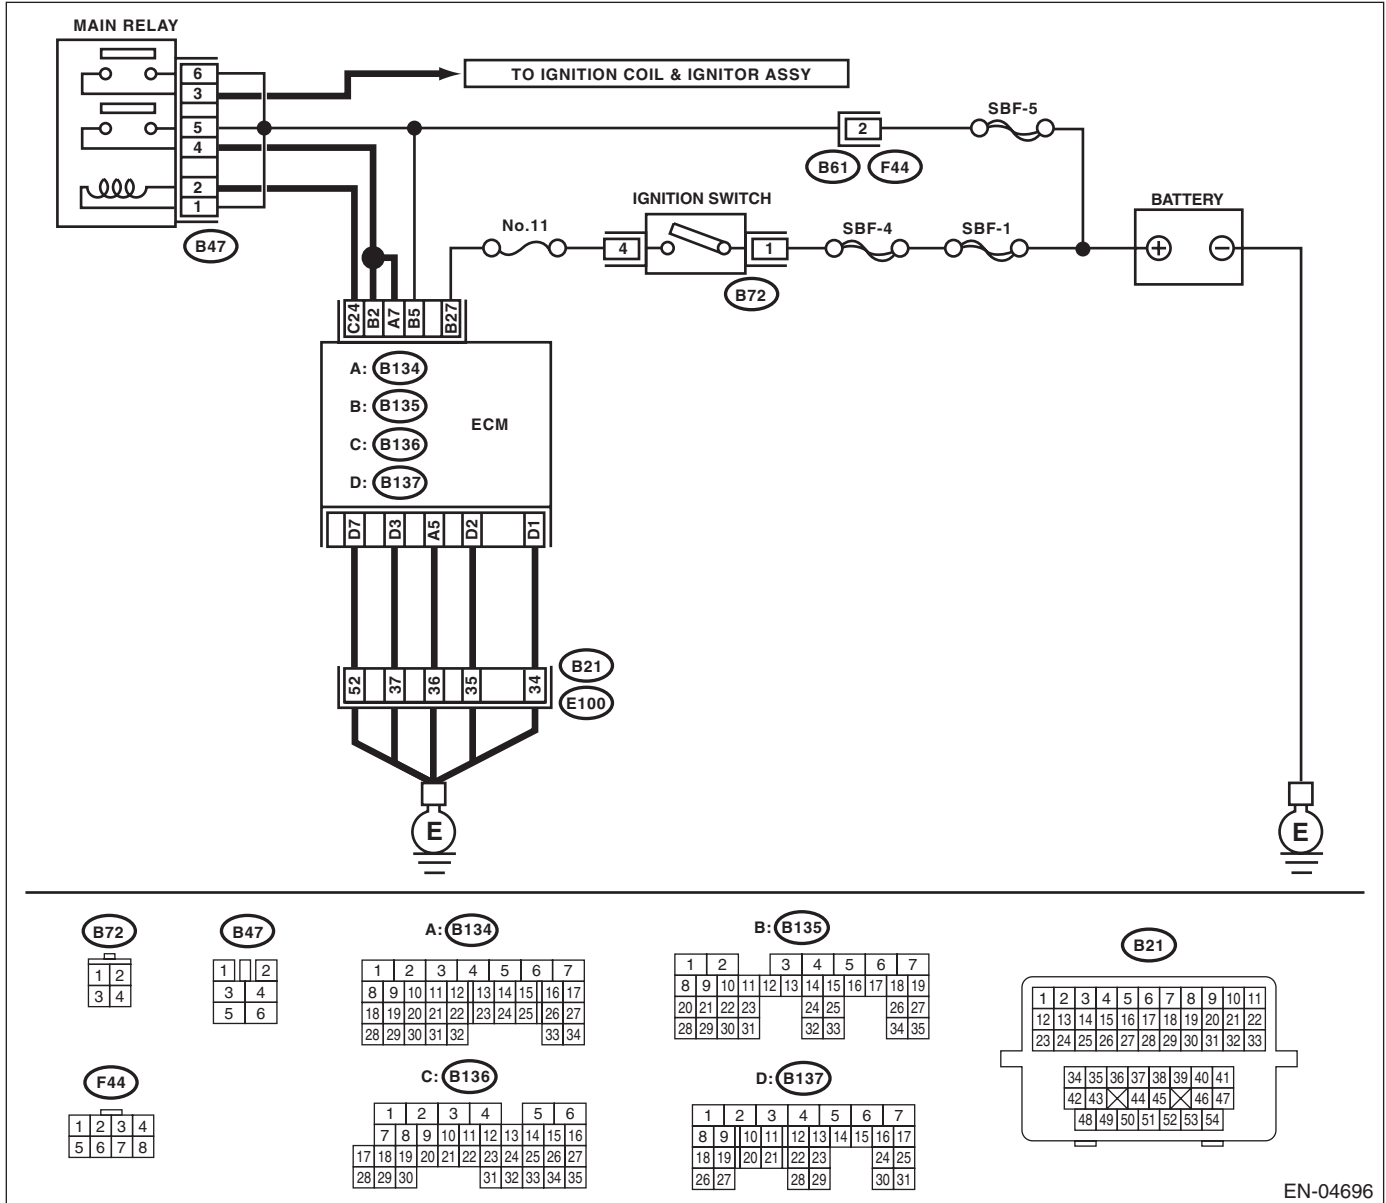 MAIN RELAY
6
3
5
4
2
1
B47
TO IGNITION COIL & IGNITOR ASSY
2
B61 F44
SBF-5
No.11
4
IGNITION SWITCH
1
B72
SBF-4
SBF-1
BATTERY
+ −
C24 B2 A7 B5 B27
A: B134
B: B135
C: B136
D: B137
ECM
D7 D3 A5 D2 D1
52 37 36 35 34
B21
E100
E
E
B72
1 2
3 4
B47
1 2
3 4
5 6
A: B134
1 2 3 4 5 6 7
8 9 10 11 12 13 14 15 16 17
18 19 20 21 22 23 24 25 26 27
28 29 30 31 32 33 34
B: B135
1 2 3 4 5 6 7
8 9 10 11 12 13 14 15 16 17 18 19
20 21 22 23 24 25 26 27
28 29 30 31 32 33 34 35
B21
1 2 3 4 5 6 7 8 9 10 11
12 13 14 15 16 17 18 19 20 21 22
23 24 25 26 27 28 29 30 31 32 33
34 35 36 37 38 39 40 41
42 43 44 45 46 47
48 49 50 51 52 53 54
F44
1 2 3 4
5 6 7 8
C: B136
1 2 3 4 5 6
7 8 9 10 11 12 13 14 15 16
17 18 19 20 21 22 23 24 25 26 27
28 29 30 31 32 33 34 35
D: B137
1 2 3 4 5 6 7
8 9 10 11 12 13 14 15 16 17
18 19 20 21 22 23 24 25
26 27 28 29 30 31
EN-04696